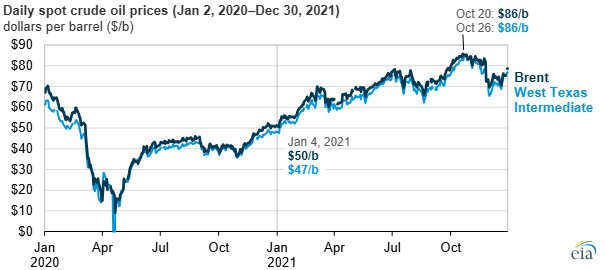 Daily spot crude oil prices (Jan 2, 2020–Dec 30, 2021)
dollars per barrel ($/b)
Oct 20: $86/b
Oct 26: $86/b
$90
$80
$70
$60
$50
$40
$30
$20
$10
$0
Brent
West Texas
Intermediate
Jan 4, 2021
$50/b
$47/b
Jan Apr Jul Oct Jan Apr Jul Oct
2020 2021
eia